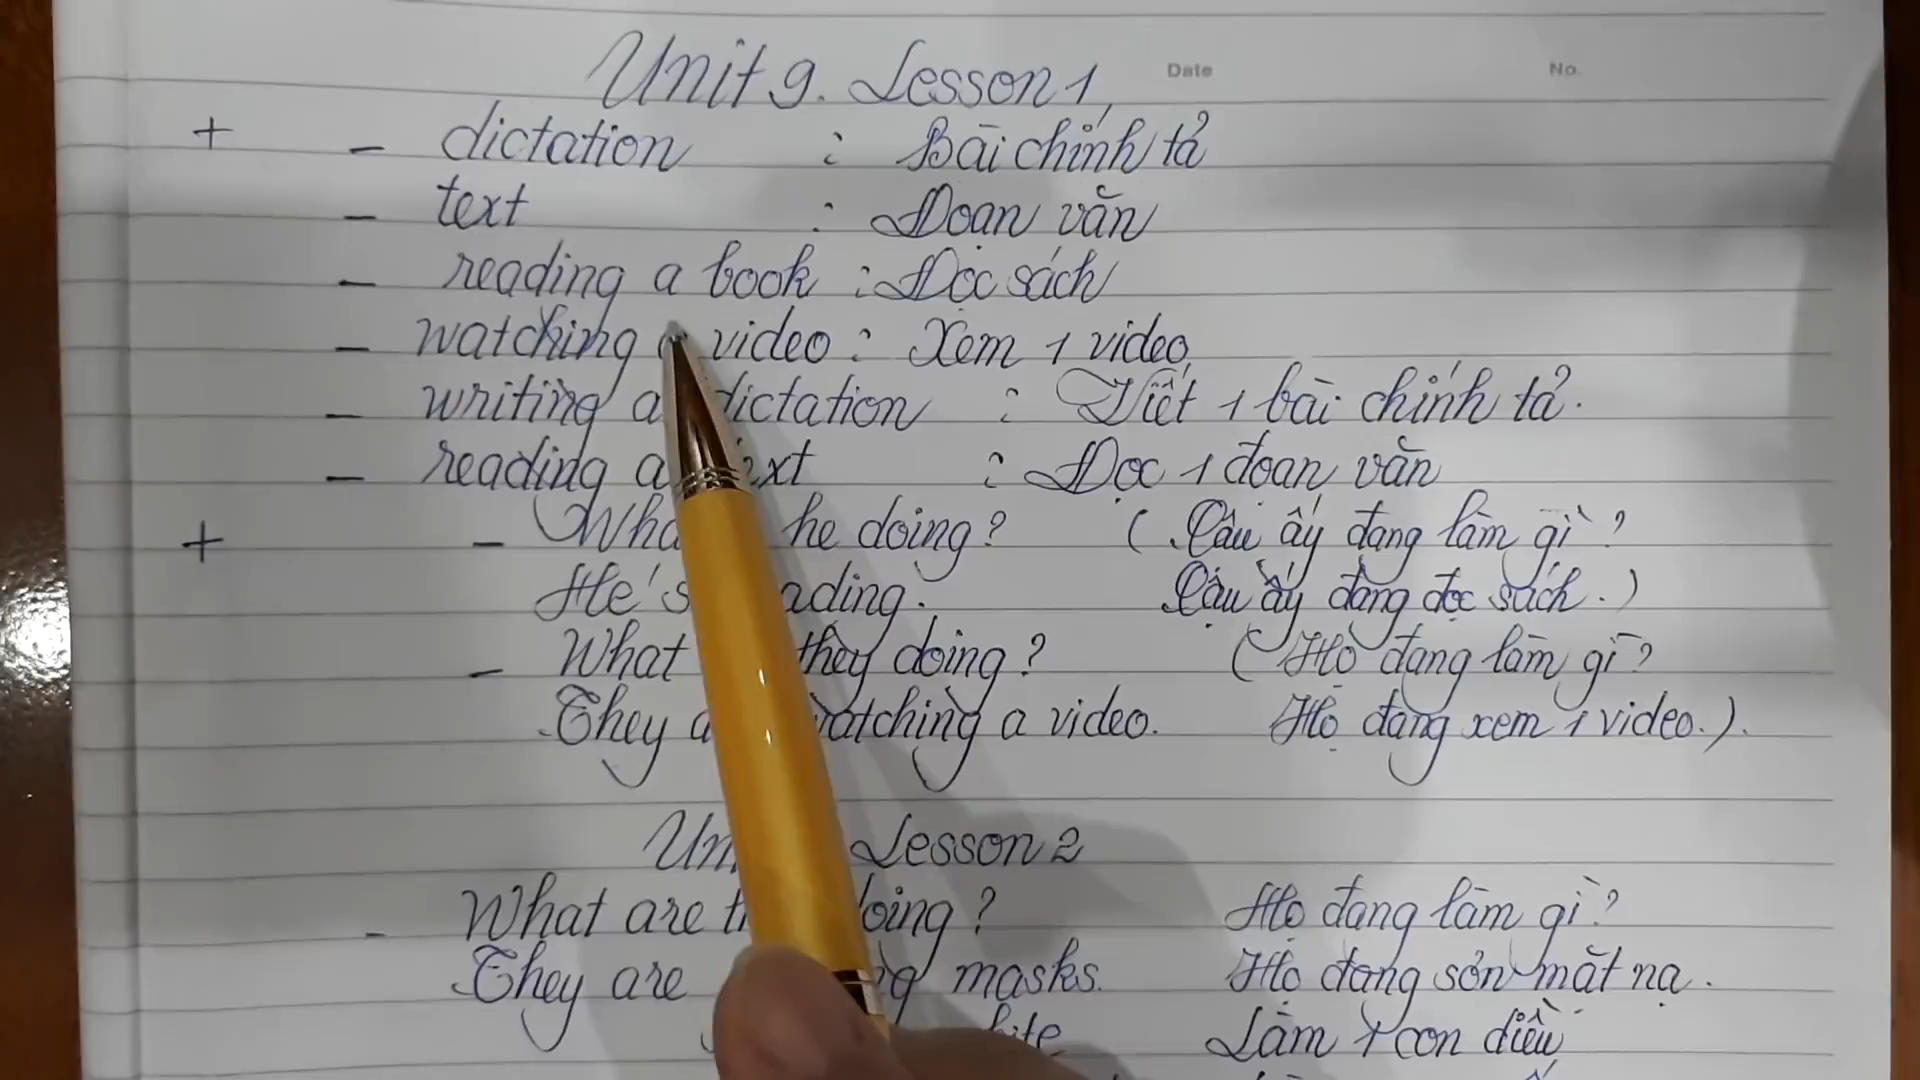 Unit 9. Lesson 1,
Date No.
+ - dictation : Bài chính tả
- text : Đoạn văn
- reading a book : Đọc sách
- watching video : Xem 1 video
- writing a dictation : Viết 1 bài chính tả.
- reading a : Đọc 1 đoạn văn
+ - he doing? ( Cậu ấy đang làm gì?
He's Cậu ấy đang đọc sách.)
- What they doing? ( Họ đang làm gì?
They watching a video. Họ đang xem 1 video.).
Lesson 2
- What are doing? Họ đang làm gì?
They are masks. Họ đang sơn mặt nạ.
kite Làm 1 con diều